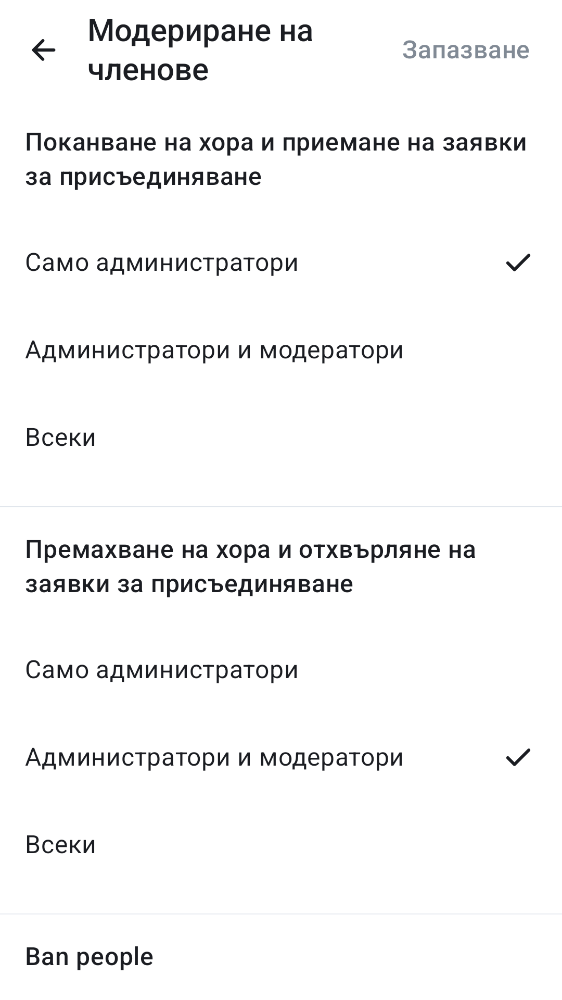 Модериране на
членове
Запазване
Поканване на хора и приемане на заявки
за присъединяване
Само администратори
Администратори и модератори
Всеки
Премахване на хора и отхвърляне на
заявки за присъединяване
Само администратори
Администратори и модератори
Всеки
Ban people